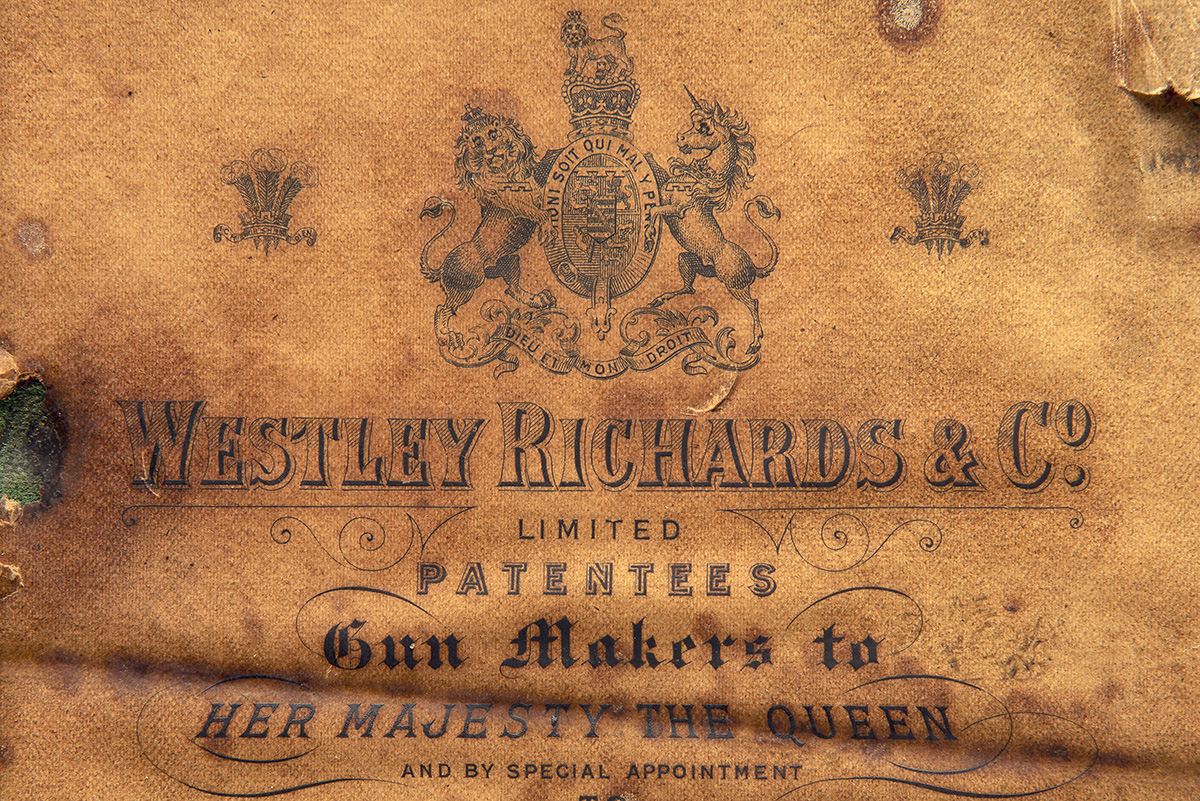 HONI SOIT QUI MAL Y PENSE
DIEU ET MON DROIT
WESTLEY RICHARDS & Co.
LIMITED
PATENTEES
Gun Makers to
HER MAJESTY THE QUEEN
AND BY SPECIAL APPOINTMENT
TO